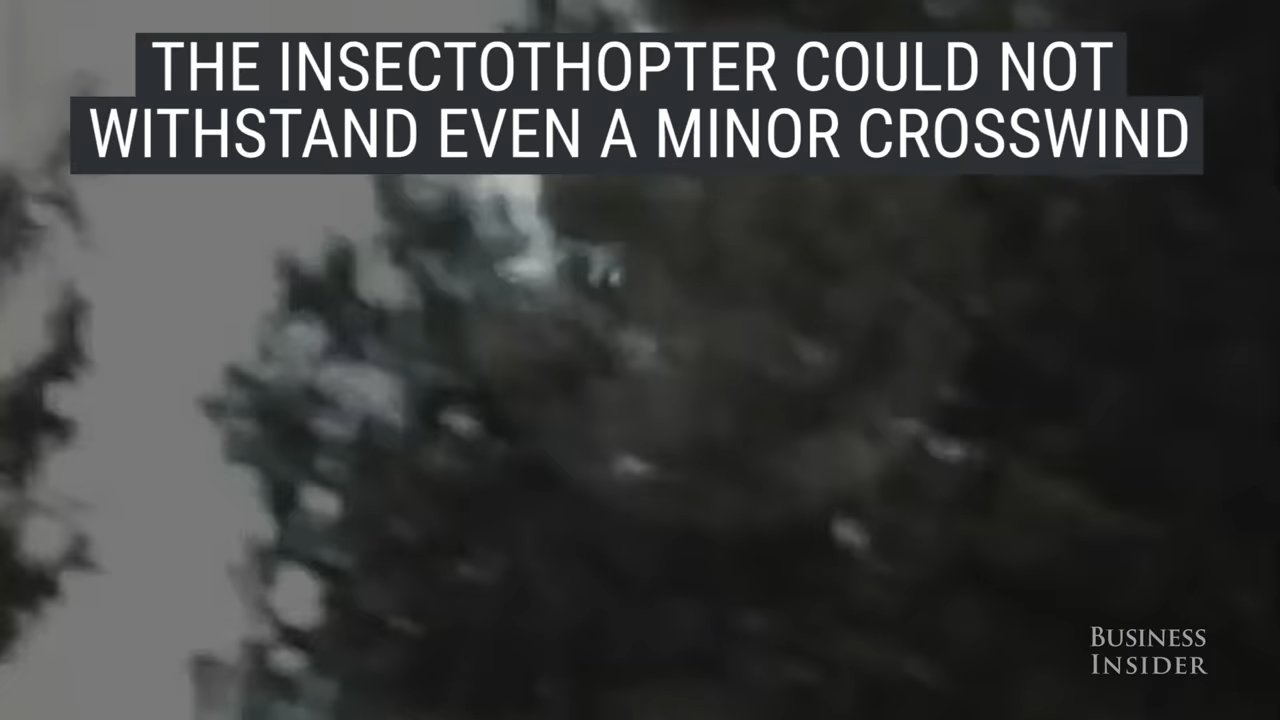 THE INSECTOTHOPTER COULD NOT
WITHSTAND EVEN A MINOR CROSSWIND
BUSINESS
INSIDER